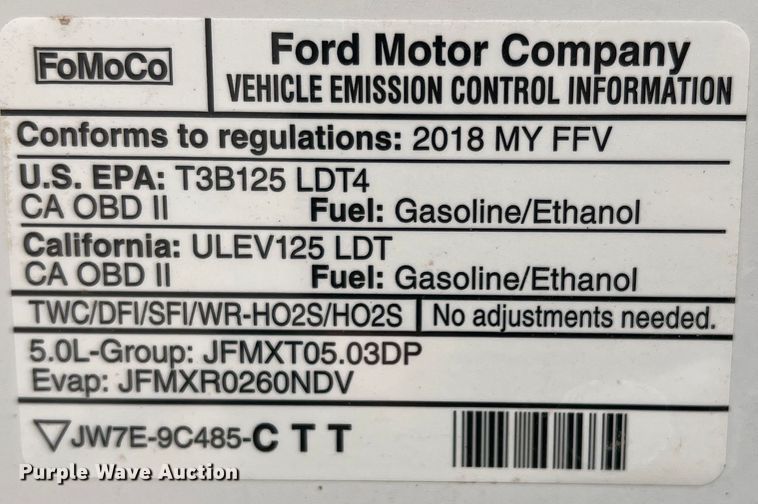 FoMoCo
Ford Motor Company
VEHICLE EMISSION CONTROL INFORMATION
Conforms to regulations: 2018 MY FFV
U.S. EPA: T3B125 LDT4
CA OBD II Fuel: Gasoline/Ethanol
California: ULEV125 LDT
CA OBD II Fuel: Gasoline/Ethanol
TWC/DFI/SFI/WR-HO2S/HO2S No adjustments needed.
5.0L-Group: JFMXT05.03DP
Evap: JFMXR0260NDV
JW7E-9C485-CTT
Purple Wave Auction